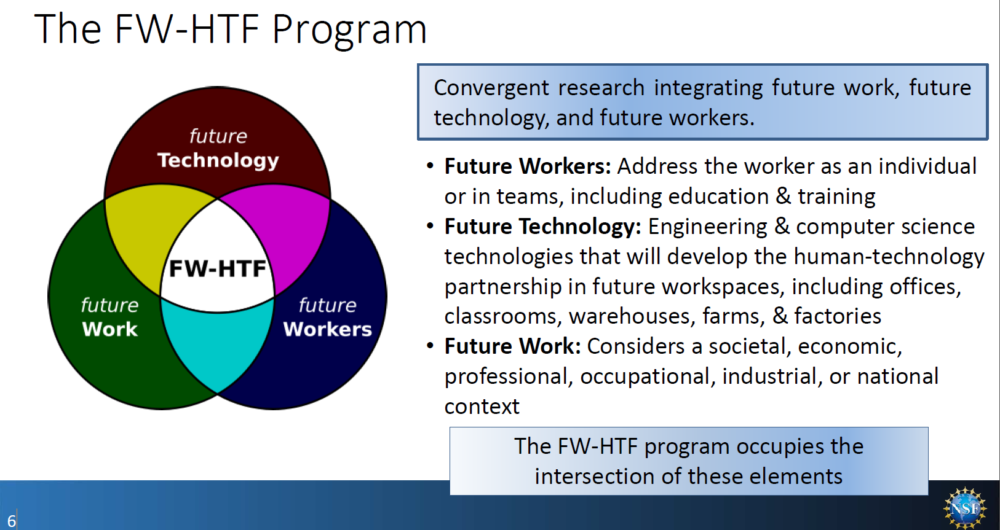 The FW-HTF Program
Convergent research integrating future work, future
technology, and future workers.
future
Technology
FW-HTF
future
Work
future
Workers
• Future Workers: Address the worker as an individual
or in teams, including education & training
• Future Technology: Engineering & computer science
technologies that will develop the human-technology
partnership in future workspaces, including offices,
classrooms, warehouses, farms, & factories
• Future Work: Considers a societal, economic,
professional, occupational, industrial, or national
context
The FW-HTF program occupies the
intersection of these elements
6
NSF